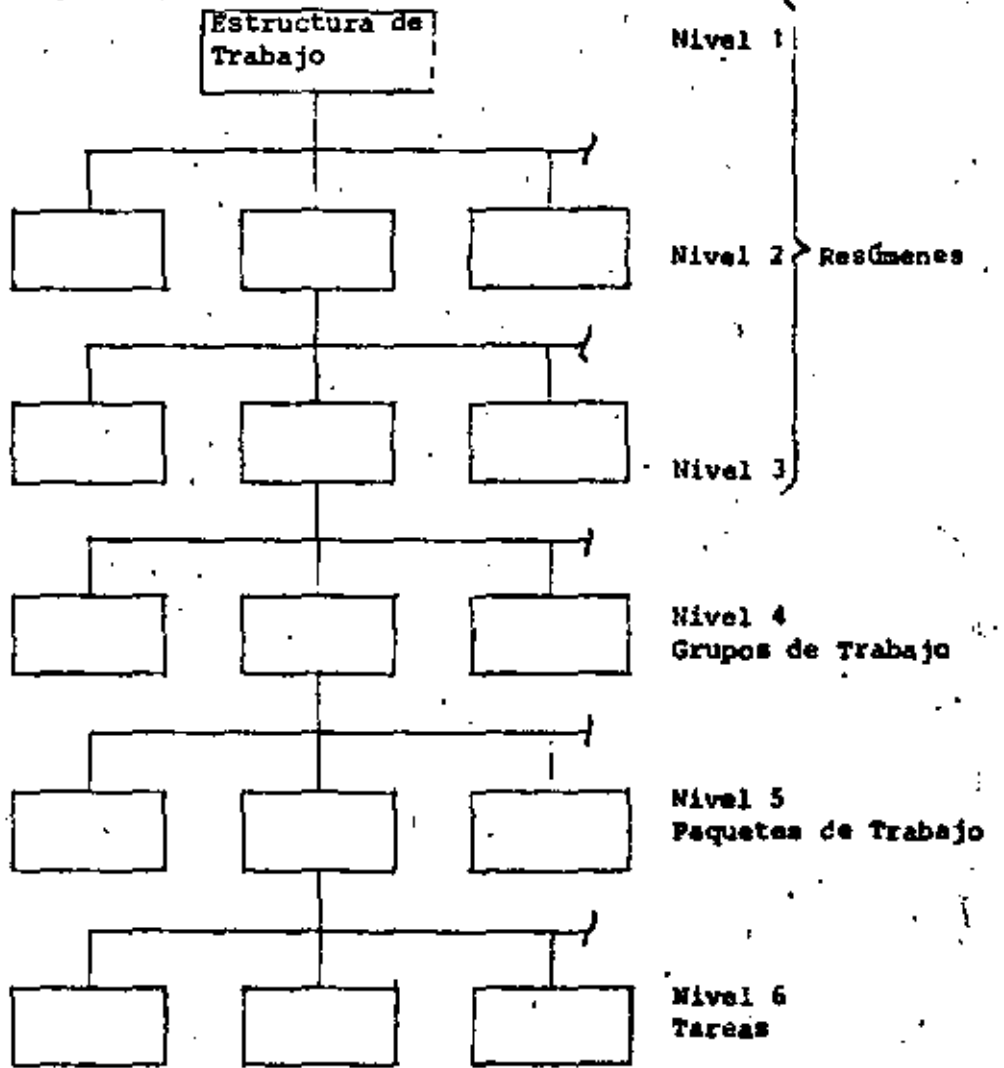 Estructura de
Trabajo
Nivel 1
Nivel 2
Resúmenes
Nivel 3
Nivel 4
Grupos de Trabajo
Nivel 5
Paquetes de Trabajo
Nivel 6
Tareas